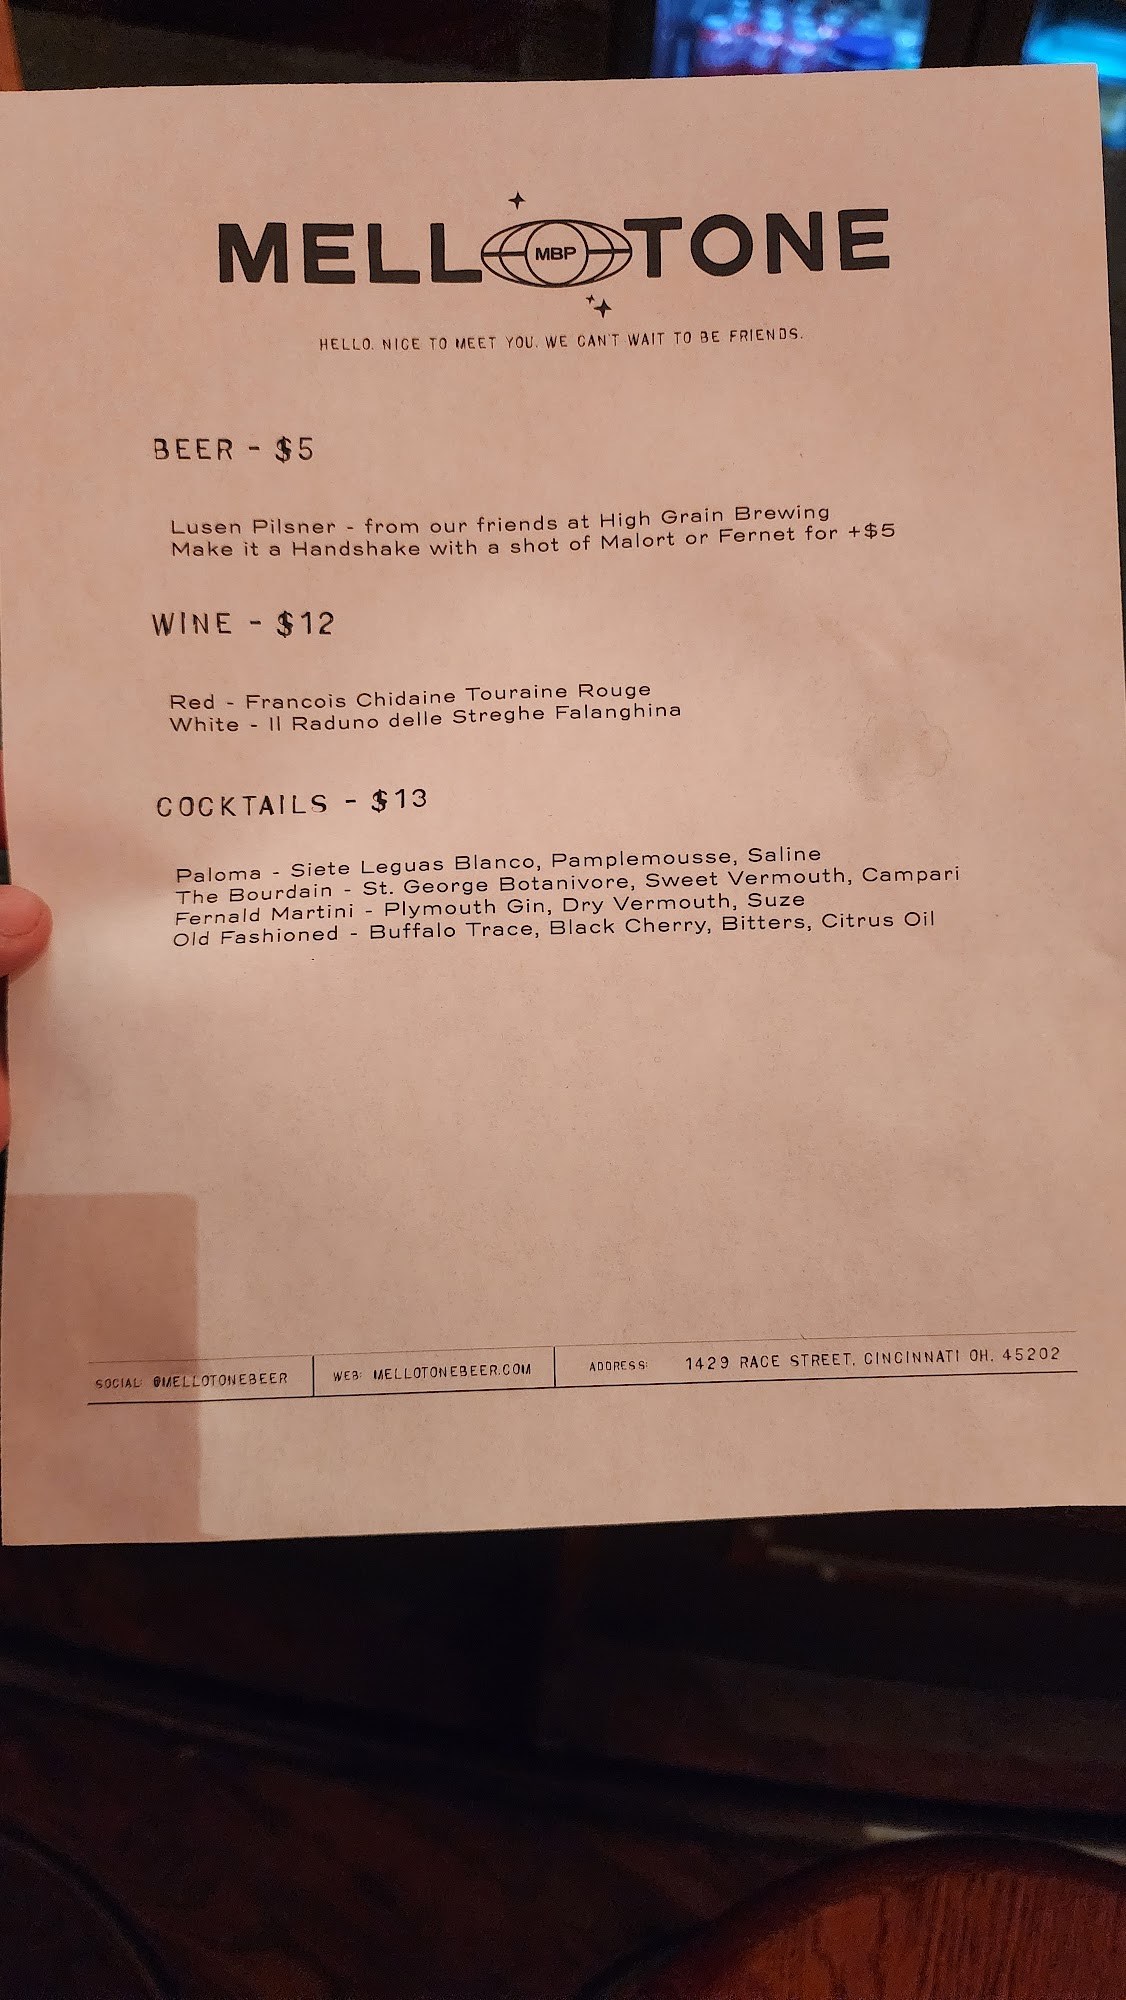 MELLOTONE
MBP
HELLO. NICE TO MEET YOU. WE CAN'T WAIT TO BE FRIENDS.
BEER - $5
Lusen Pilsner - from our friends at High Grain Brewing
Make it a Handshake with a shot of Malort or Fernet for +$5
WINE - $12
Red - Francois Chidaine Touraine Rouge
White - Il Raduno delle Streghe Falanghina
COCKTAILS - $13
Paloma - Siete Leguas Blanco, Pamplemousse, Saline
The Bourdain - St. George Botanivore, Sweet Vermouth, Campari
Fernald Martini - Plymouth Gin, Dry Vermouth, Suze
Old Fashioned - Buffalo Trace, Black Cherry, Bitters, Citrus Oil
SOCIAL: @MELLOTONEBEER WEB: MELLOTONEBEER.COM ADDRESS: 1429 RACE STREET, CINCINNATI OH, 45202